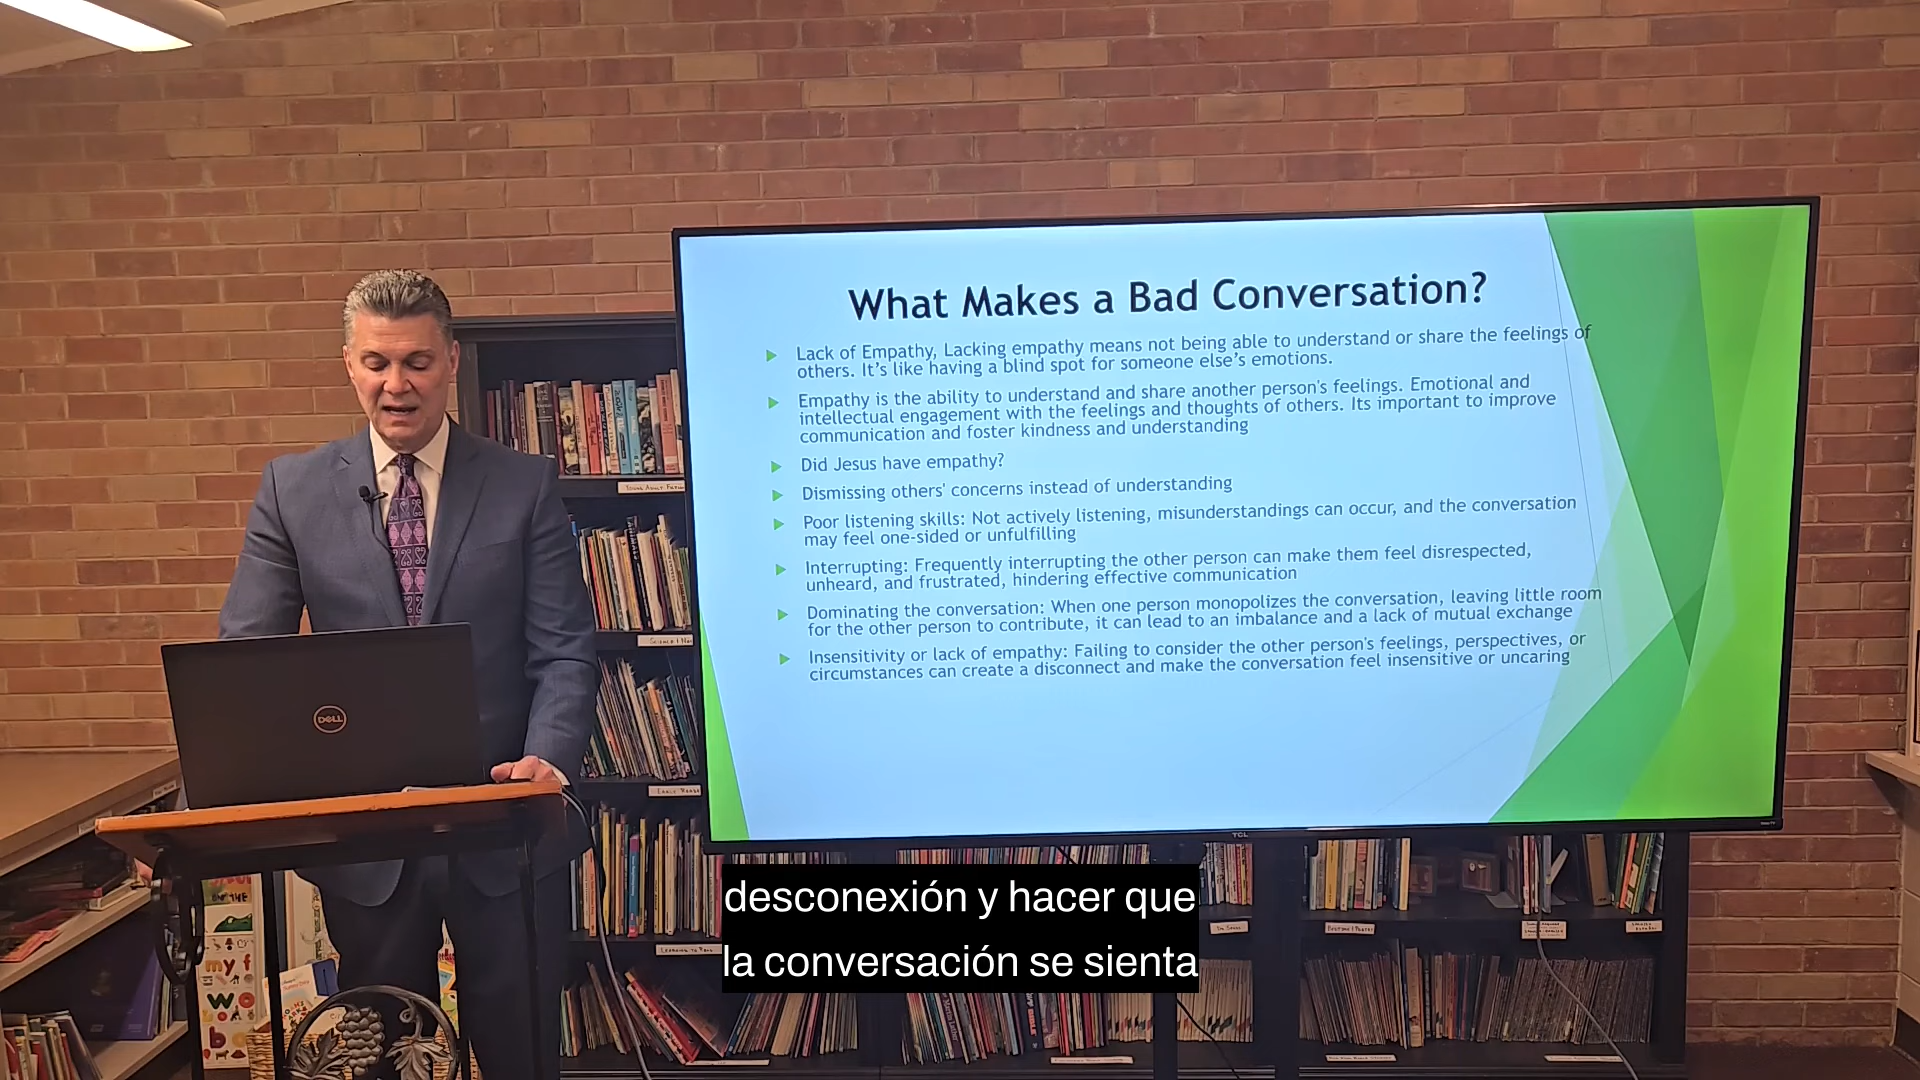 What Makes a Bad Conversation?
Lack of Empathy, Lacking empathy means not being able to understand or share the feelings of
others. It's like having a blind spot for someone else's emotions.
Empathy is the ability to understand and share another person's feelings. Emotional and
intellectual engagement with the feelings and thoughts of others. Its important to improve
communication and foster kindness and understanding
Did Jesus have empathy?
Dismissing others' concerns instead of understanding
Poor listening skills: Not actively listening, misunderstandings can occur, and the conversation
may feel one-sided or unfulfilling
Interrupting: Frequently interrupting the other person can make them feel disrespected,
unheard, and frustrated, hindering effective communication
Dominating the conversation: When one person monopolizes the conversation, leaving little room
for the other person to contribute, it can lead to an imbalance and a lack of mutual exchange
Insensitivity or lack of empathy: Failing to consider the other person's feelings, perspectives, or
circumstances can create a disconnect and make the conversation feel insensitive or uncaring
TCL
DELL
desconexión y hacer que
la conversación se sienta